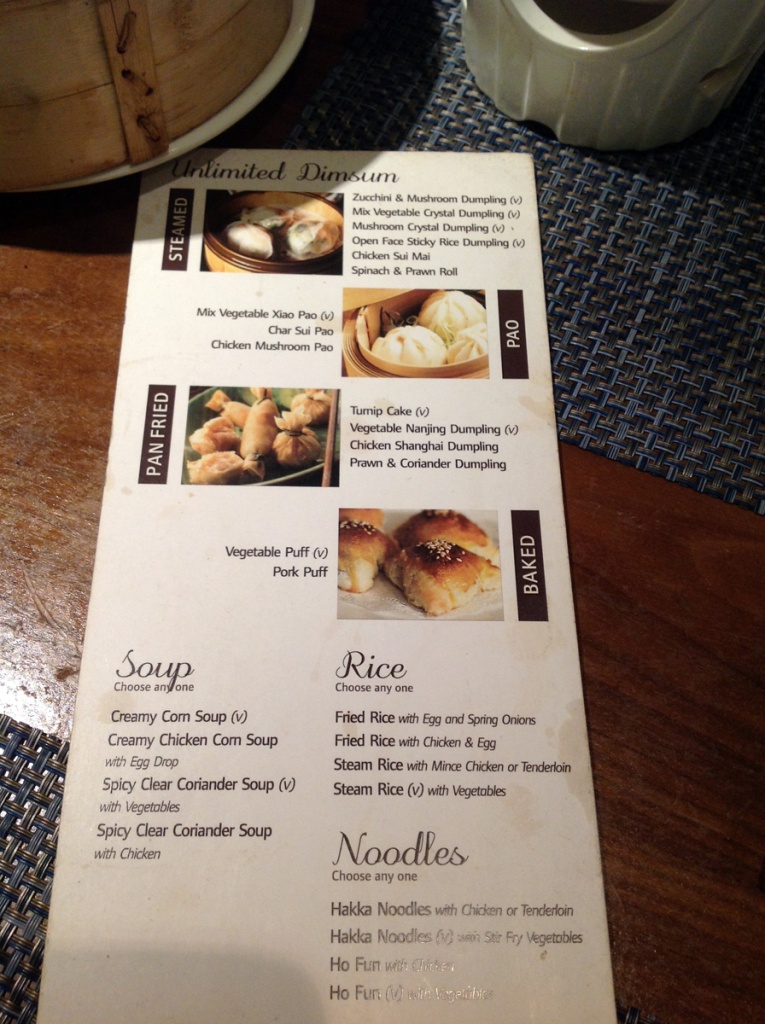 Unlimited Dimsum
STEAMED
Zucchini & Mushroom Dumpling (v)
Mix Vegetable Crystal Dumpling (v)
Mushroom Crystal Dumpling (v)
Open Face Sticky Rice Dumpling (v)
Chicken Sui Mai
Spinach & Prawn Roll
Mix Vegetable Xiao Pao (v)
Char Sui Pao
Chicken Mushroom Pao
PAO
PAN FRIED
Turnip Cake (v)
Vegetable Nanjing Dumpling (v)
Chicken Shanghai Dumpling
Prawn & Coriander Dumpling
Vegetable Puff (v)
Pork Puff
BAKED
Soup
Choose any one
Creamy Corn Soup (v)
Creamy Chicken Corn Soup
with Egg Drop
Spicy Clear Coriander Soup (v)
with Vegetables
Spicy Clear Coriander Soup
with Chicken
Rice
Choose any one
Fried Rice with Egg and Spring Onions
Fried Rice with Chicken & Egg
Steam Rice with Mince Chicken or Tenderloin
Steam Rice (v) with Vegetables
Noodles
Choose any one
Hakka Noodles with Chicken or Tenderloin
Hakka Noodles (v) with Stir Fry Vegetables
Ho Fun with Chicken
Ho Fun (v) with Vegetables